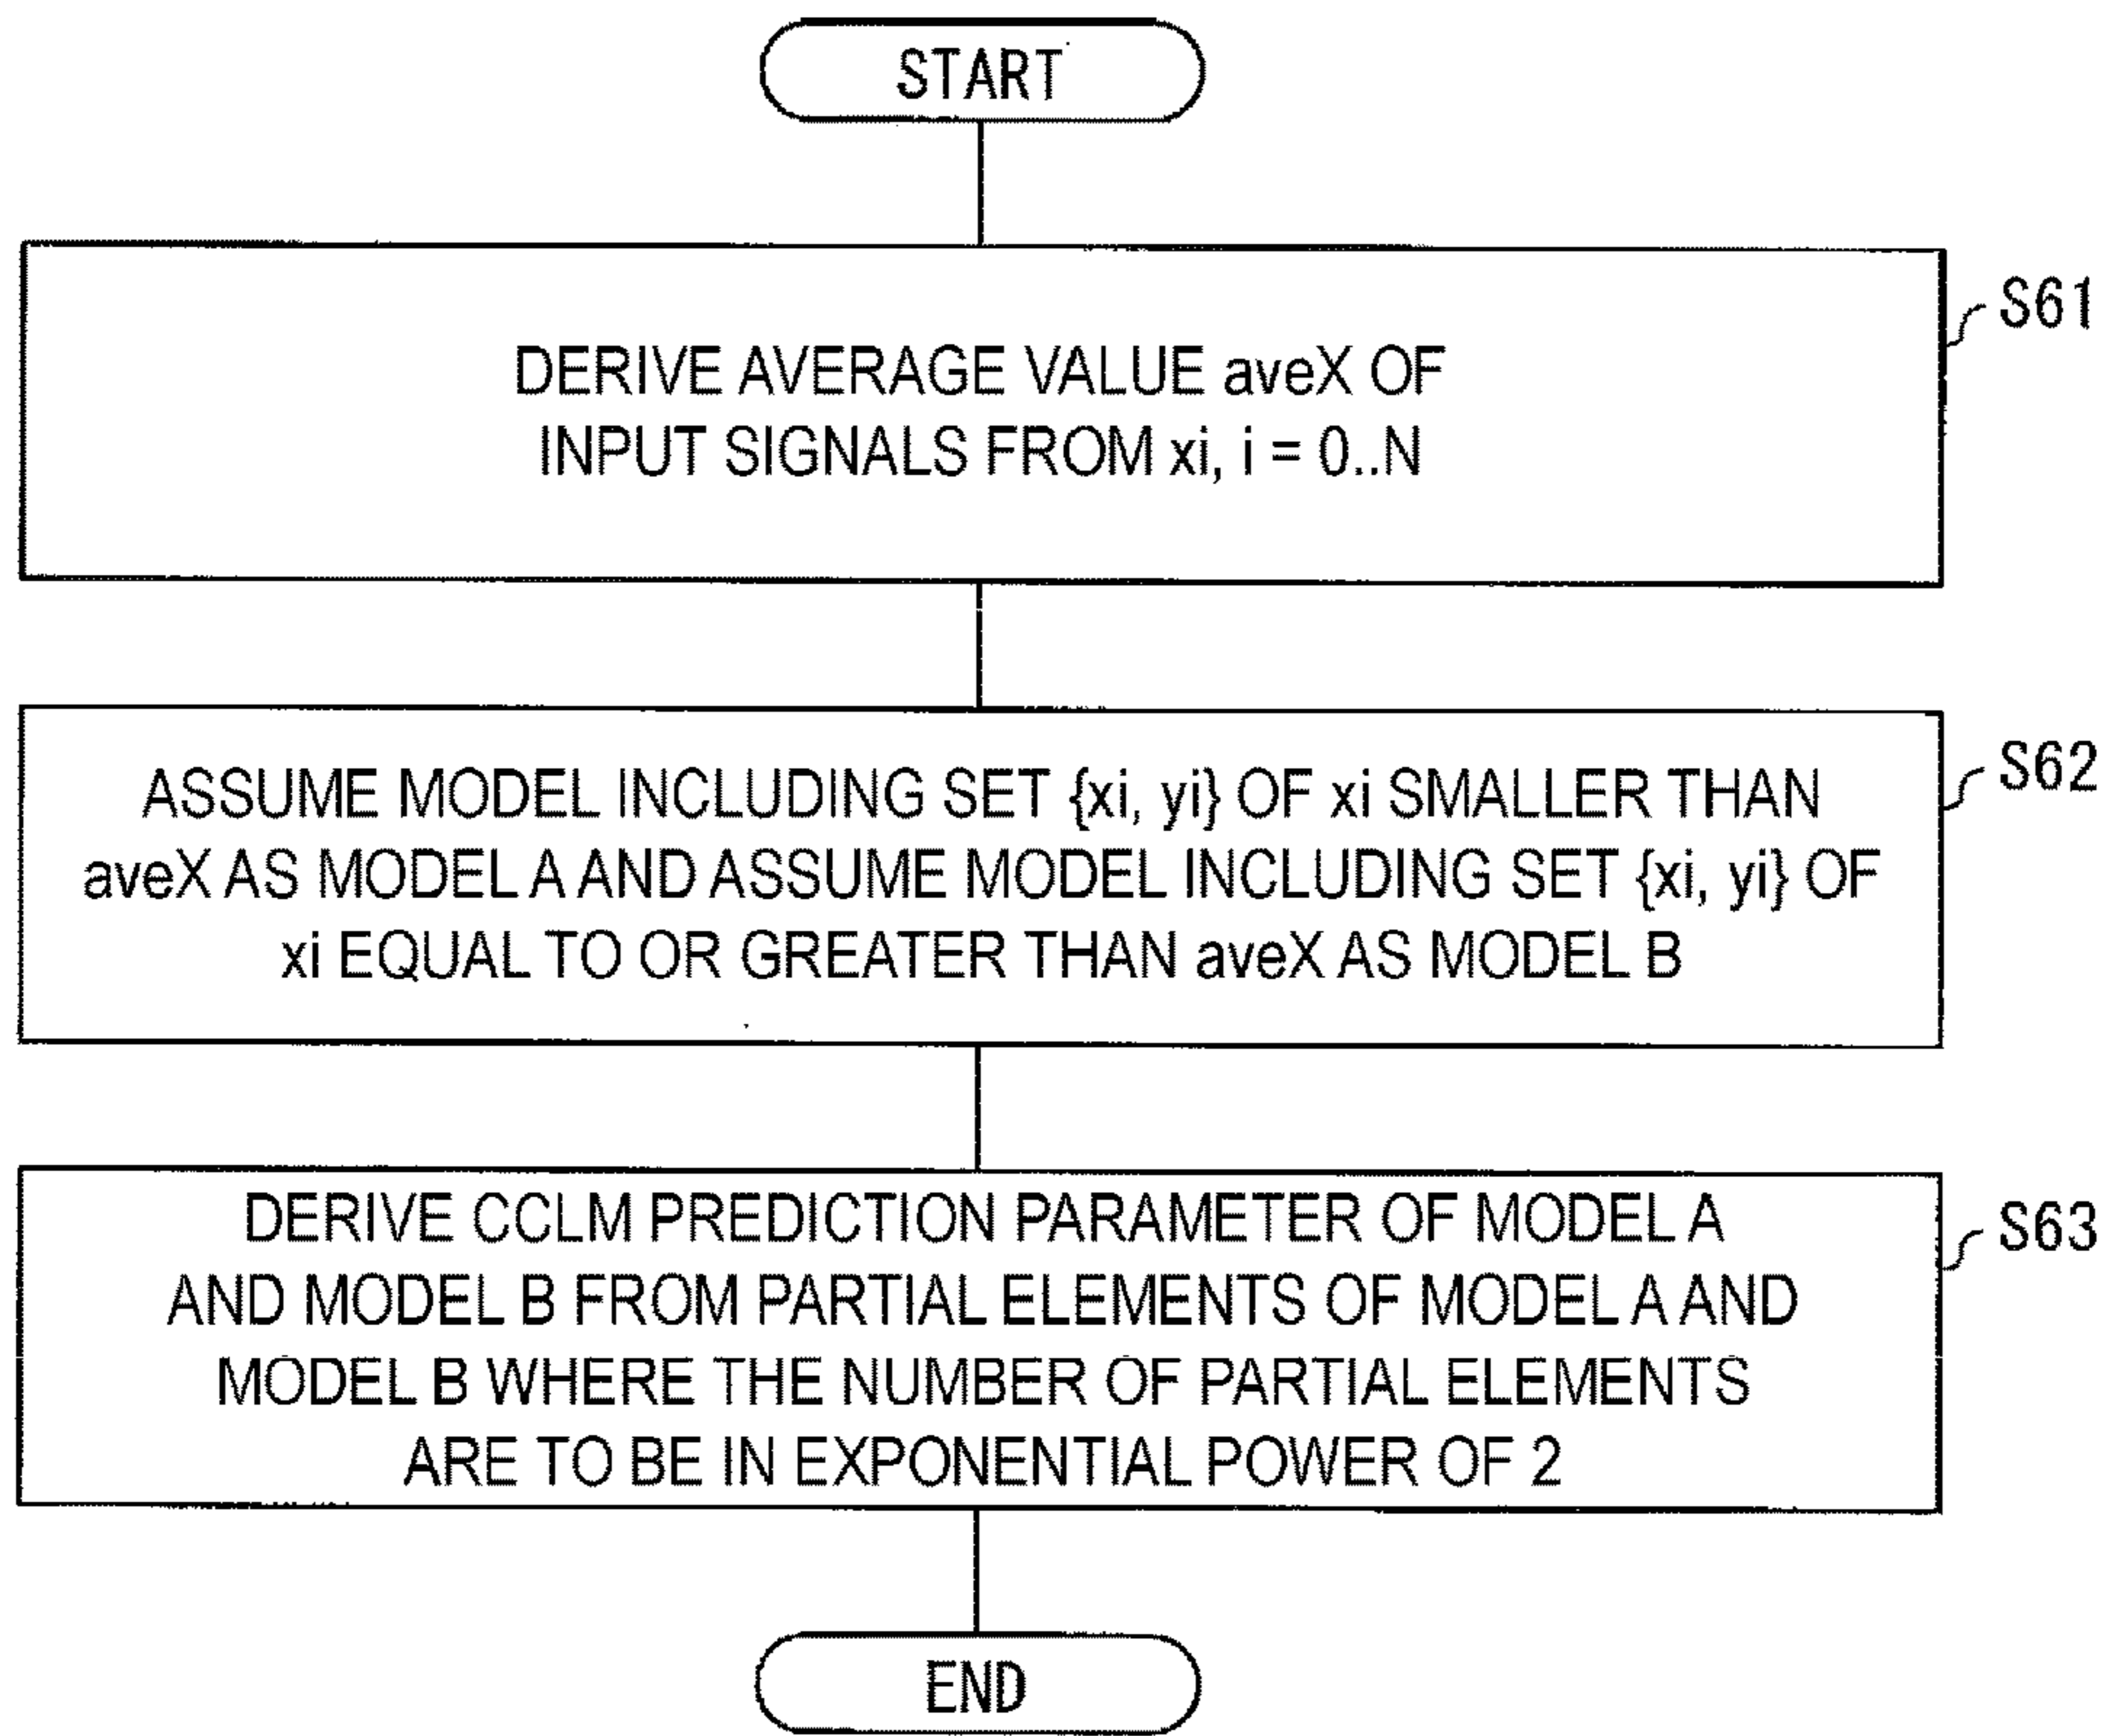 START
DERIVE AVERAGE VALUE aveX OF
INPUT SIGNALS FROM xi, i = 0..N
S61
ASSUME MODEL INCLUDING SET {xi, yi} OF xi SMALLER THAN
aveX AS MODEL A AND ASSUME MODEL INCLUDING SET {xi, yi} OF
xi EQUAL TO OR GREATER THAN aveX AS MODEL B
S62
DERIVE CCLM PREDICTION PARAMETER OF MODEL A
AND MODEL B FROM PARTIAL ELEMENTS OF MODEL A AND
MODEL B WHERE THE NUMBER OF PARTIAL ELEMENTS
ARE TO BE IN EXPONENTIAL POWER OF 2
S63
END